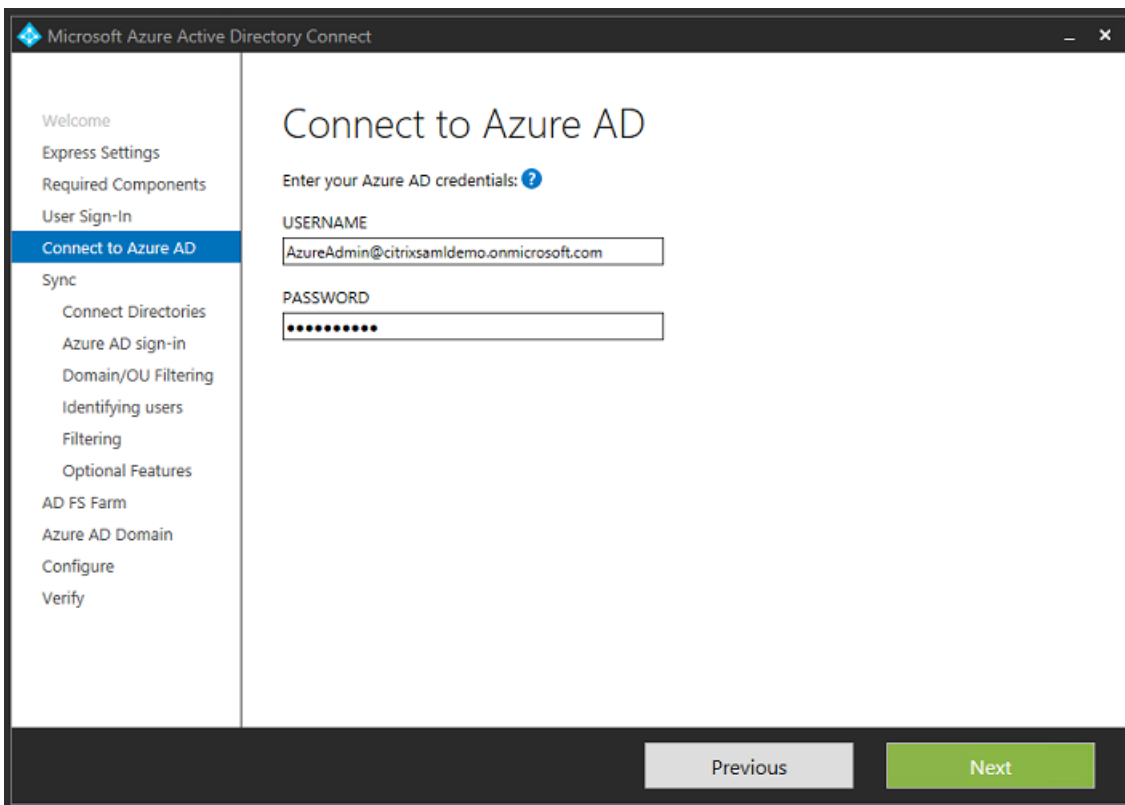 Microsoft Azure Active Directory Connect
Welcome
Express Settings
Required Components
User Sign-In
Connect to Azure AD
Sync
Connect Directories
Azure AD sign-in
Domain/OU Filtering
Identifying users
Filtering
Optional Features
AD FS Farm
Azure AD Domain
Configure
Verify
Connect to Azure AD
Enter your Azure AD credentials: ?
USERNAME
AzureAdmin@citrixsamldemo.onmicrosoft.com
PASSWORD
••••••••••
Previous
Next